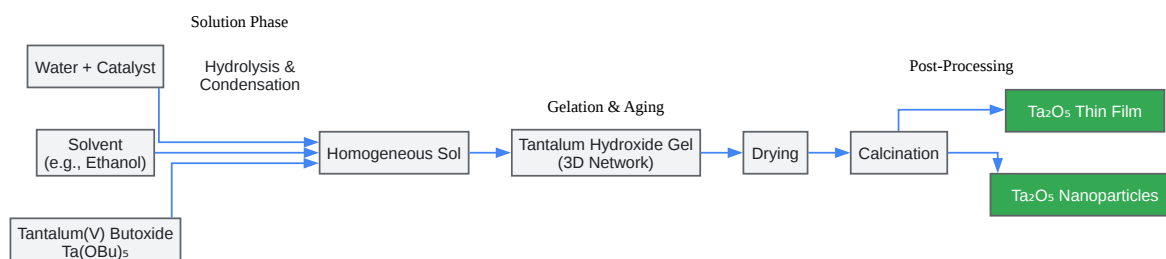 Solution Phase
Water + Catalyst
Hydrolysis &
Condensation
Solvent
(e.g., Ethanol)
Tantalum(V) Butoxide
Ta(OBu)₅
Homogeneous Sol
Gelation & Aging
Tantalum Hydroxide Gel
(3D Network)
Drying
Calcination
Post-Processing
Ta₂O₅ Thin Film
Ta₂O₅ Nanoparticles